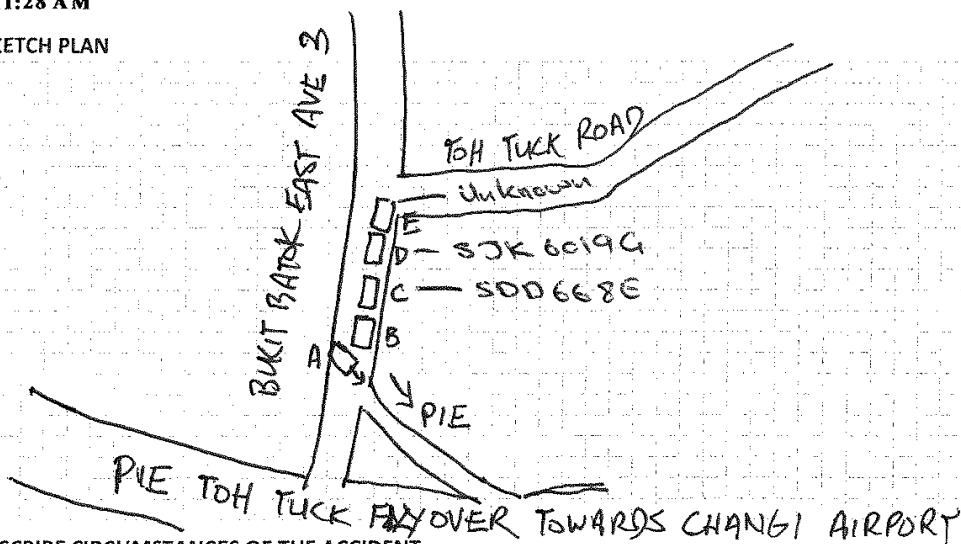 1:28 AM
KETCH PLAN
BUKIT BATOK EAST AVE 3
TOH TUCK ROAD
Unknown
E
D - SJK 6019G
C - SDD668E
B
A
PIE
PIE TOH TUCK FLYOVER TOWARDS CHANGI AIRPORT
SCRIBE CIRCUMSTANCES OF THE ACCIDENT